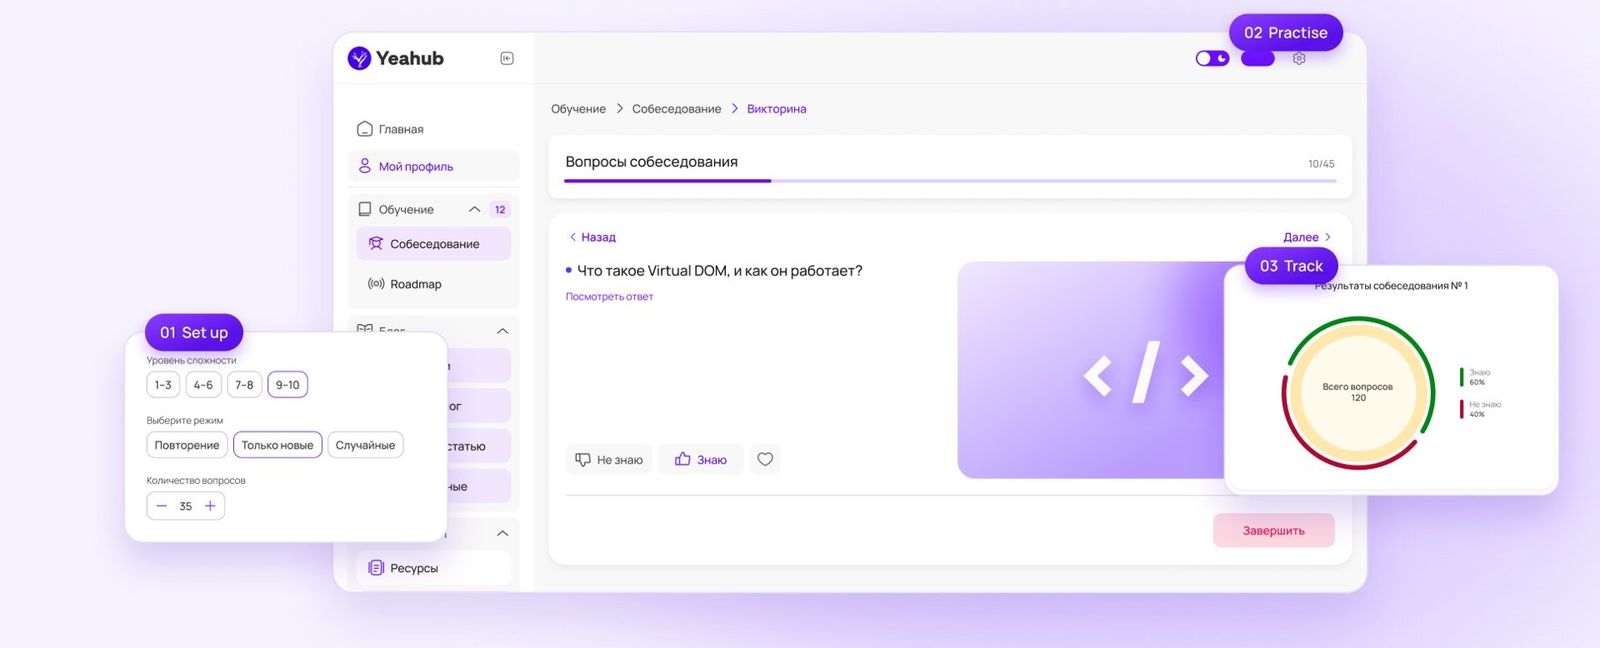 Yeahub
02 Practise
Главная
Мой профиль
Обучение
12
Собеседование
Roadmap
Блог
статью
Ресурсы
Обучение
Собеседование
Викторина
Вопросы собеседования
10/45
Назад
Далее
Что такое Virtual DOM, и как он работает?
Посмотреть ответ
</>
Не знаю
Знаю
Завершить
01 Set up
Уровень сложности
1–3
4–6
7–8
9–10
Выберите режим
Повторение
Только новые
Случайные
Количество вопросов
35
03 Track
Результаты собеседования № 1
Всего вопросов
120
Знаю
60%
Не знаю
40%